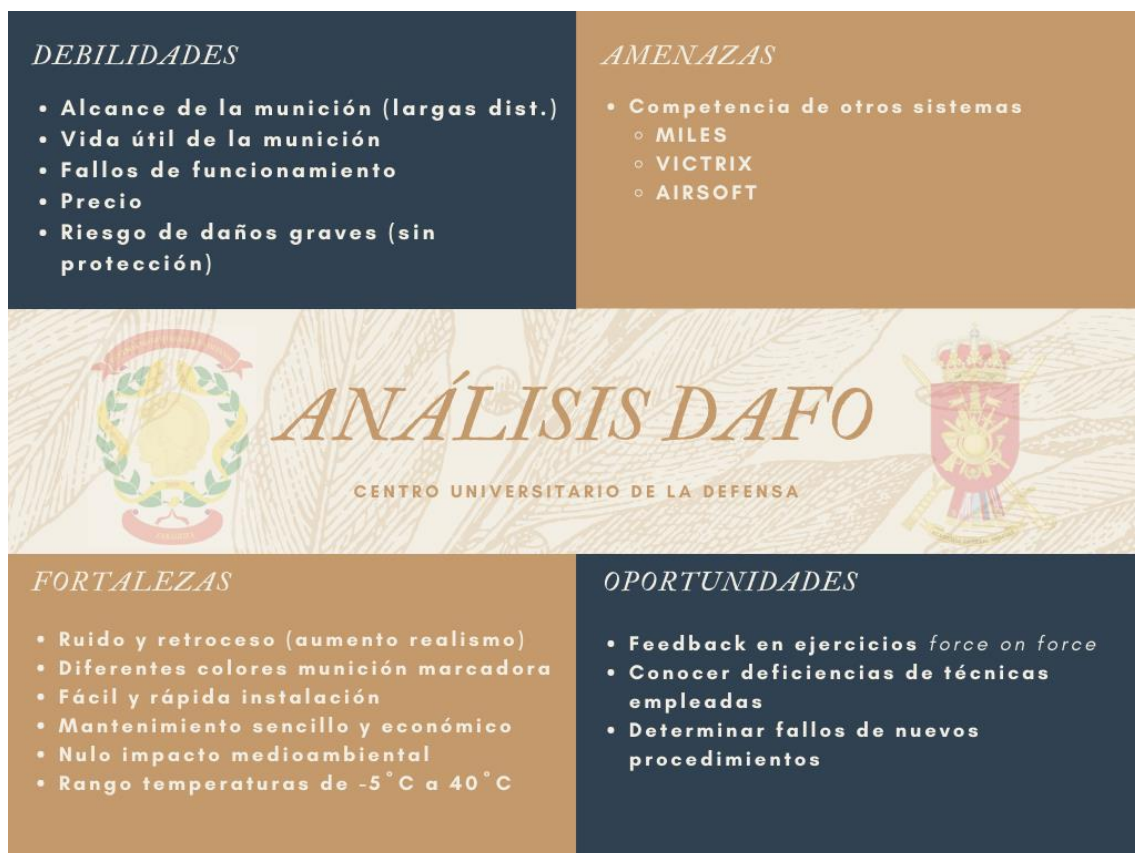 DEBILIDADES
• Alcance de la munición (largas dist.)
• Vida útil de la munición
• Fallos de funcionamiento
• Precio
• Riesgo de daños graves (sin
protección)
AMENAZAS
• Competencia de otros sistemas
◦ MILES
◦ VICTRIX
◦ AIRSOFT
ANÁLISIS DAFO
CENTRO UNIVERSITARIO DE LA DEFENSA
FORTALEZAS
• Ruido y retroceso (aumento realismo)
• Diferentes colores munición marcadora
• Fácil y rápida instalación
• Mantenimiento sencillo y económico
• Nulo impacto medioambiental
• Rango temperaturas de -5°C a 40°C
OPORTUNIDADES
• Feedback en ejercicios force on force
• Conocer deficiencias de técnicas
empleadas
• Determinar fallos de nuevos
procedimientos